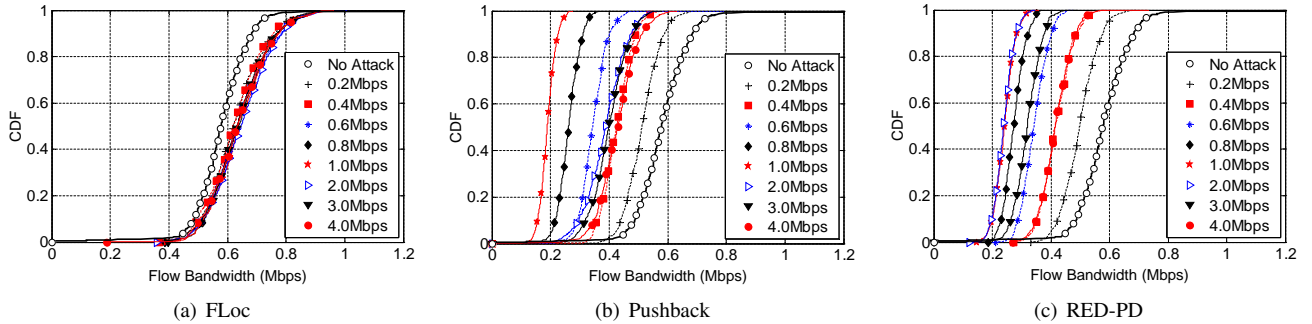 CDF
1
0.8
0.6
0.4
0.2
0
No Attack
0.2Mbps
0.4Mbps
0.6Mbps
0.8Mbps
1.0Mbps
2.0Mbps
3.0Mbps
4.0Mbps
0 0.2 0.4 0.6 0.8 1 1.2
Flow Bandwidth (Mbps)
(a) FLoc
CDF
1
0.8
0.6
0.4
0.2
0
No Attack
0.2Mbps
0.4Mbps
0.6Mbps
0.8Mbps
1.0Mbps
2.0Mbps
3.0Mbps
4.0Mbps
0 0.2 0.4 0.6 0.8 1 1.2
Flow Bandwidth (Mbps)
(b) Pushback
CDF
1
0.8
0.6
0.4
0.2
0
No Attack
0.2Mbps
0.4Mbps
0.6Mbps
0.8Mbps
1.0Mbps
2.0Mbps
3.0Mbps
4.0Mbps
0 0.2 0.4 0.6 0.8 1 1.2
Flow Bandwidth (Mbps)
(c) RED-PD